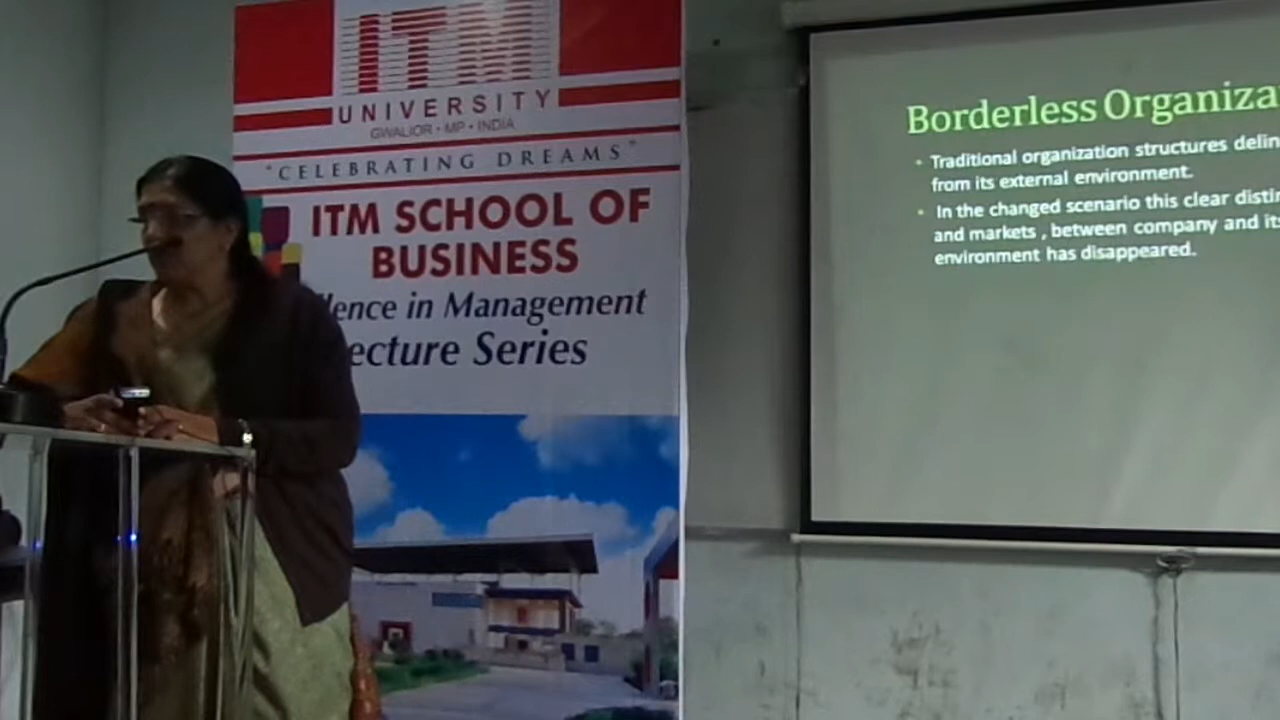 ITM
UNIVERSITY
GWALIOR • MP • INDIA
"CELEBRATING DREAMS"
ITM SCHOOL OF
BUSINESS
lence in Management
ecture Series
Borderless Organiza
• Traditional organization structures delin
from its external environment.
• In the changed scenario this clear distin
and markets , between company and its
environment has disappeared.